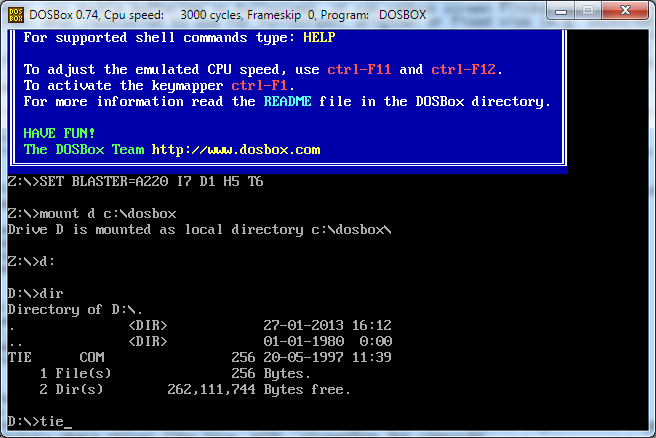 DOSBox 0.74, Cpu speed:    3000 cycles, Frameskip  0, Program:   DOSBOX
For supported shell commands type: HELP
To adjust the emulated CPU speed, use ctrl-F11 and ctrl-F12.
To activate the keymapper ctrl-F1.
For more information read the README file in the DOSBox directory.
HAVE FUN!
The DOSBox Team http://www.dosbox.com
Z:\>SET BLASTER=A220 I7 D1 H5 T6
Z:\>mount d c:\dosbox
Drive D is mounted as local directory c:\dosbox\
Z:\>d:
D:\>dir
Directory of D:\.
.              <DIR>            27-01-2013 16:12
..             <DIR>            01-01-1980  0:00
TIE      COM                256 20-05-1997 11:39
    1 File(s)               256 Bytes.
    2 Dir(s)        262,111,744 Bytes free.
D:\>tie_